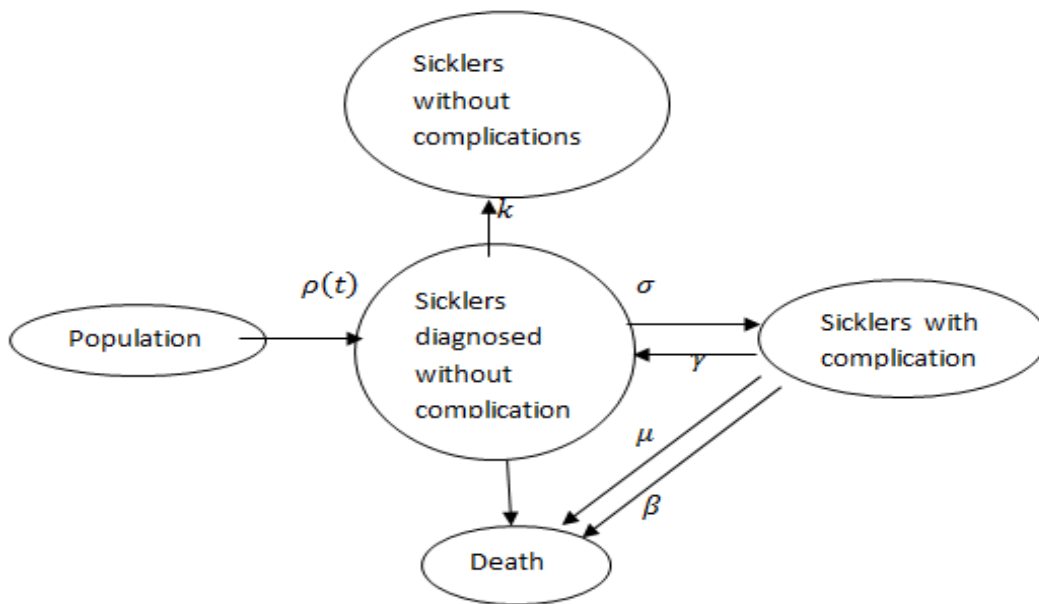 Sicklers
without
complications
k
ρ(t)
σ
Population
Sicklers
diagnosed
without
complication
Sicklers with
complication
γ
μ
β
Death